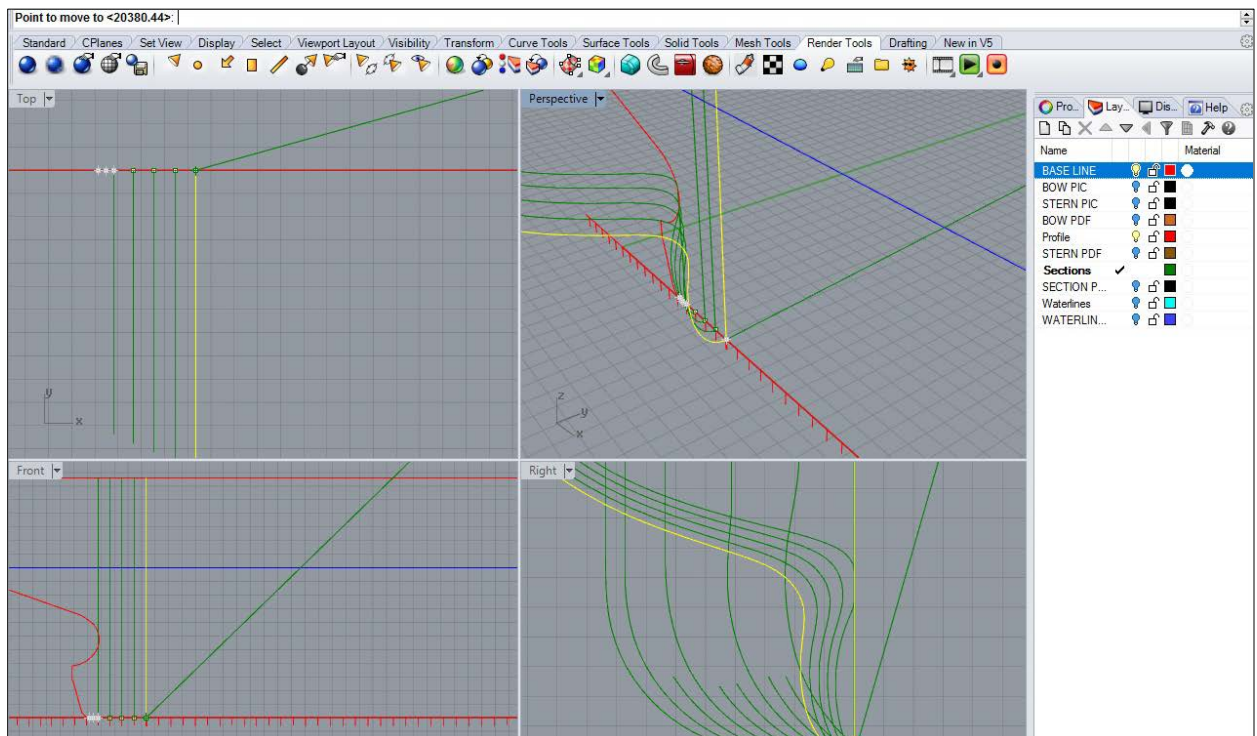 Point to move to <20380.44>:
Standard CPlanes Set View Display Select Viewport Layout Visibility Transform Curve Tools Surface Tools Solid Tools Mesh Tools Render Tools Drafting New in V5
Top
Perspective
Pro... Lay... Dis... Help
Name Material
BASE LINE
BOW PIC
STERN PIC
BOW PDF
Profile
STERN PDF
Sections
SECTION P...
Waterlines
WATERLIN...
y
x
z
y
x
Front
Right